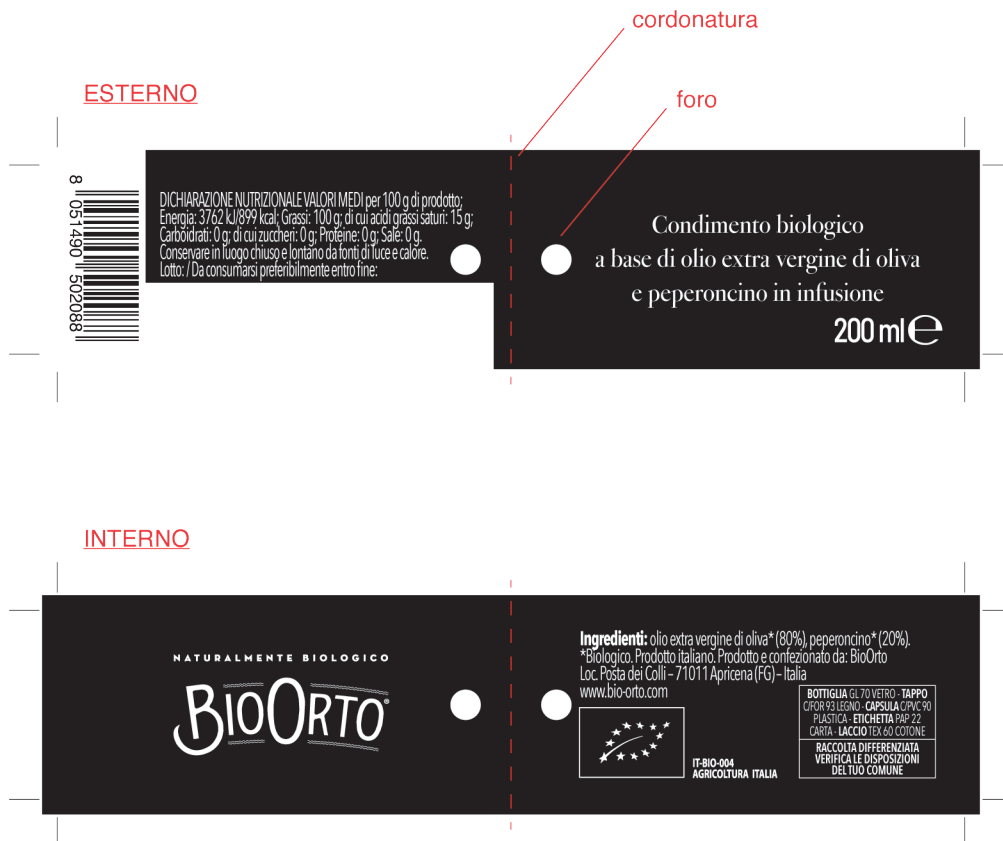 cordonatura
ESTERNO
foro
8 051490 502088
DICHIARAZIONE NUTRIZIONALE VALORI MEDI per 100 g di prodotto;
Energia: 3762 kJ/899 kcal; Grassi: 100 g; di cui acidi grassi saturi: 15 g;
Carboidrati: 0 g; di cui zuccheri: 0 g; Proteine: 0 g; Sale: 0 g.
Conservare in luogo chiuso e lontano da fonti di luce e calore.
Lotto: / Da consumarsi preferibilmente entro fine:
Condimento biologico
a base di olio extra vergine di oliva
e peperoncino in infusione
200 ml e
INTERNO
NATURALMENTE BIOLOGICO
BIOORTO®
Ingredienti: olio extra vergine di oliva* (80%), peperoncino* (20%).
*Biologico. Prodotto italiano. Prodotto e confezionato da: BioOrto
Loc. Posta dei Colli – 71011 Apricena (FG) – Italia
www.bio-orto.com
IT-BIO-004
AGRICOLTURA ITALIA
BOTTIGLIA GL 70 VETRO - TAPPO
C/FOR 93 LEGNO - CAPSULA C/PVC 90
PLASTICA - ETICHETTA PAP 22
CARTA - LACCIO TEX 60 COTONE
RACCOLTA DIFFERENZIATA
VERIFICA LE DISPOSIZIONI
DEL TUO COMUNE